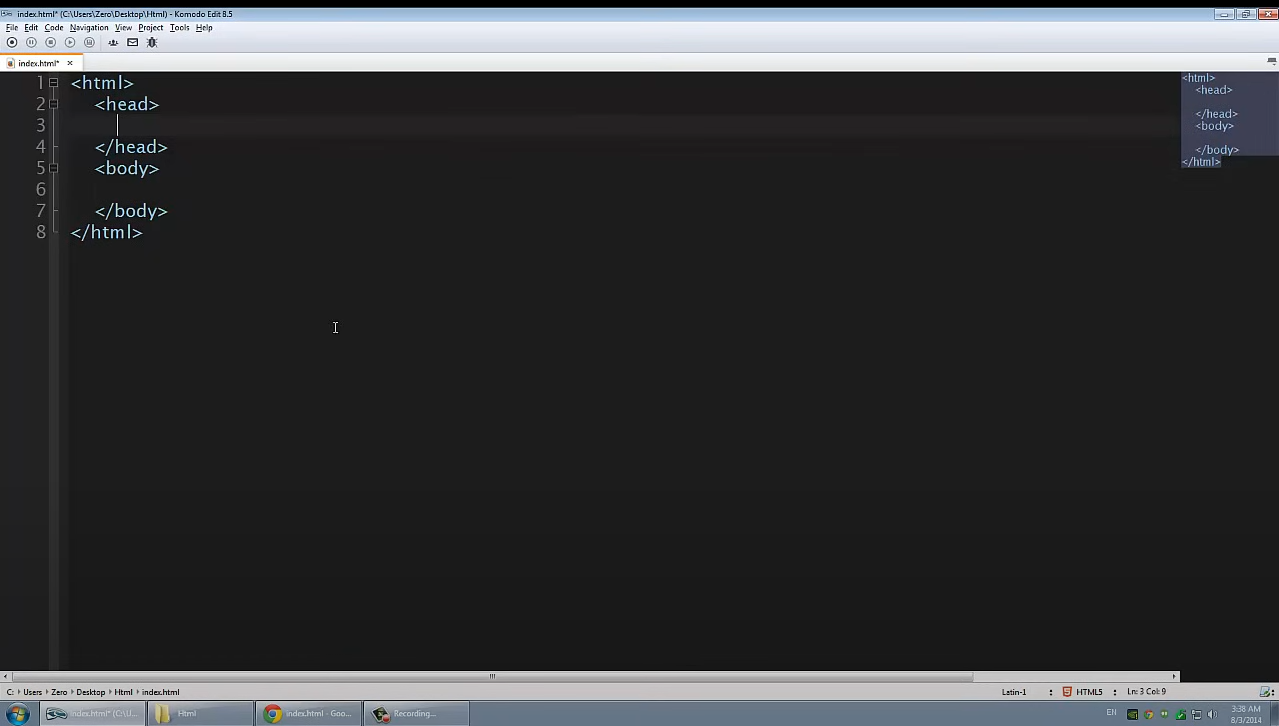 index.html* (C:\Users\Zero\Desktop\Html) - Komodo Edit 8.5
File Edit Code Navigation View Project Tools Help
index.html*
1 <html>
2 <head>
3
4 </head>
5 <body>
6
7 </body>
8 </html>
<html>
<head>
</head>
<body>
</body>
</html>
C: Users Zero Desktop Html index.html
Latin-1 : HTML5 : Ln: 3 Col: 9
index.html* (C:\U...
Html
index.html - Goo...
Recording...
EN
3:38 AM
8/3/2014